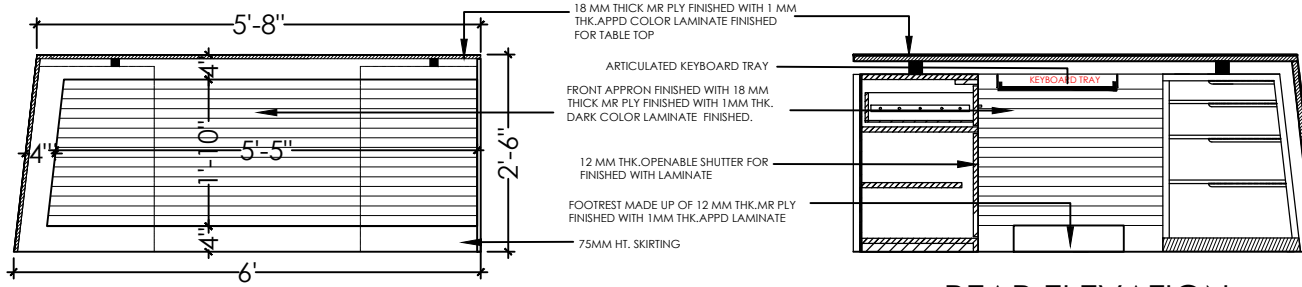 5'-8"
4"
4"
5'-5"
1'-10"
4"
2'-6"
6'
18 MM THICK MR PLY FINISHED WITH 1 MM
THK.APPD COLOR LAMINATE FINISHED
FOR TABLE TOP
ARTICULATED KEYBOARD TRAY
FRONT APPRON FINISHED WITH 18 MM
THICK MR PLY FINISHED WITH 1MM THK.
DARK COLOR LAMINATE  FINISHED.
12 MM THK.OPENABLE SHUTTER FOR
FINISHED WITH LAMINATE
FOOTREST MADE UP OF 12 MM THK.MR PLY
FINISHED WITH 1MM THK.APPD LAMINATE
75MM HT. SKIRTING
KEYBOARD TRAY
REAR ELEVATION